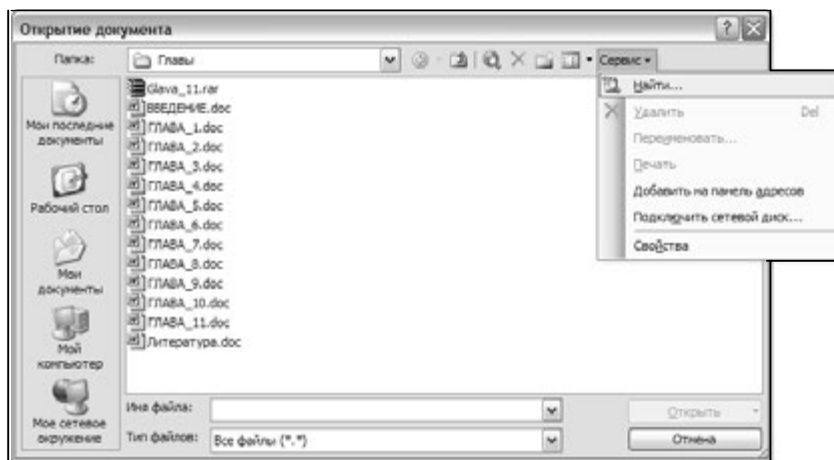 Открытие документа
Папка:
Главы
Сервис
Glava_11.rar
ВВЕДЕНИЕ.doc
ГЛАВА_1.doc
ГЛАВА_2.doc
ГЛАВА_3.doc
ГЛАВА_4.doc
ГЛАВА_5.doc
ГЛАВА_6.doc
ГЛАВА_7.doc
ГЛАВА_8.doc
ГЛАВА_9.doc
ГЛАВА_10.doc
ГЛАВА_11.doc
Литература.doc
Мои последние
документы
Рабочий стол
Мои
документы
Мой
компьютер
Мое сетевое
окружение
Найти...
Удалить Del
Переименовать...
Печать
Добавить на панель адресов
Подключить сетевой диск...
Свойства
Имя файла:
Открыть
Тип файлов:
Все файлы (*.*)
Отмена